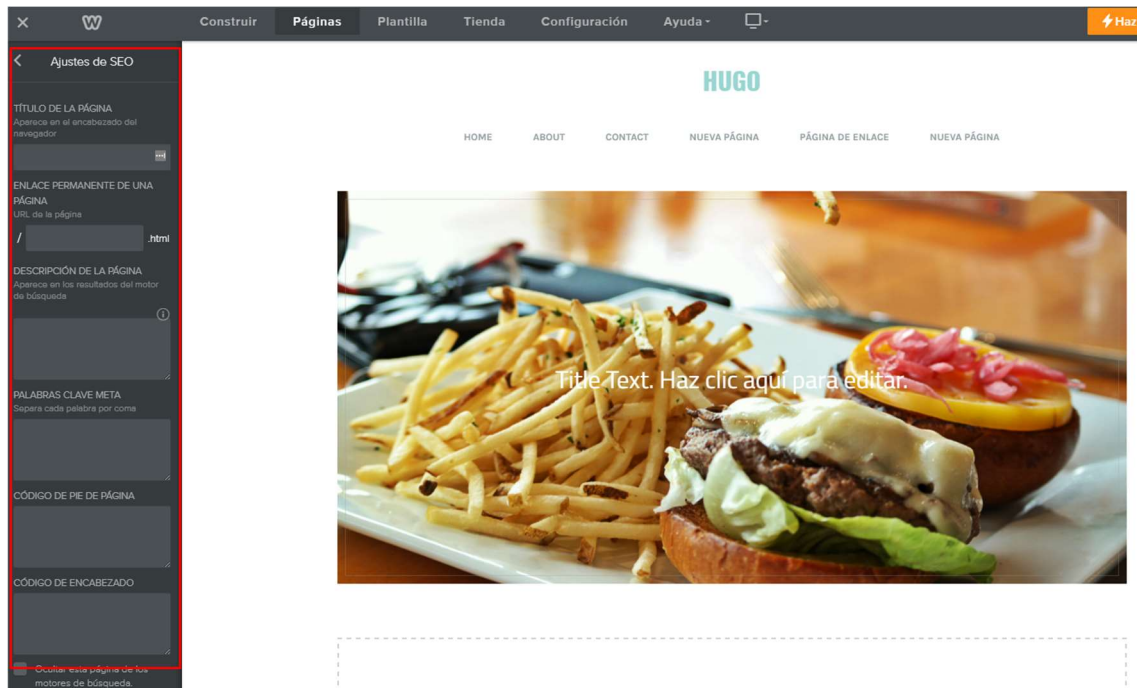 Construir Páginas Plantilla Tienda Configuración Ayuda
Haz
Ajustes de SEO
TÍTULO DE LA PÁGINA
Aparece en el encabezado del
navegador
ENLACE PERMANENTE DE UNA
PÁGINA
URL de la página
/ .html
DESCRIPCIÓN DE LA PÁGINA
Aparece en los resultados del motor
de búsqueda
PALABRAS CLAVE META
Separa cada palabra por coma
CÓDIGO DE PIE DE PÁGINA
CÓDIGO DE ENCABEZADO
Ocultar esta página de los
motores de búsqueda.
HUGO
HOME ABOUT CONTACT NUEVA PÁGINA PÁGINA DE ENLACE NUEVA PÁGINA
Title Text. Haz clic aquí para editar.